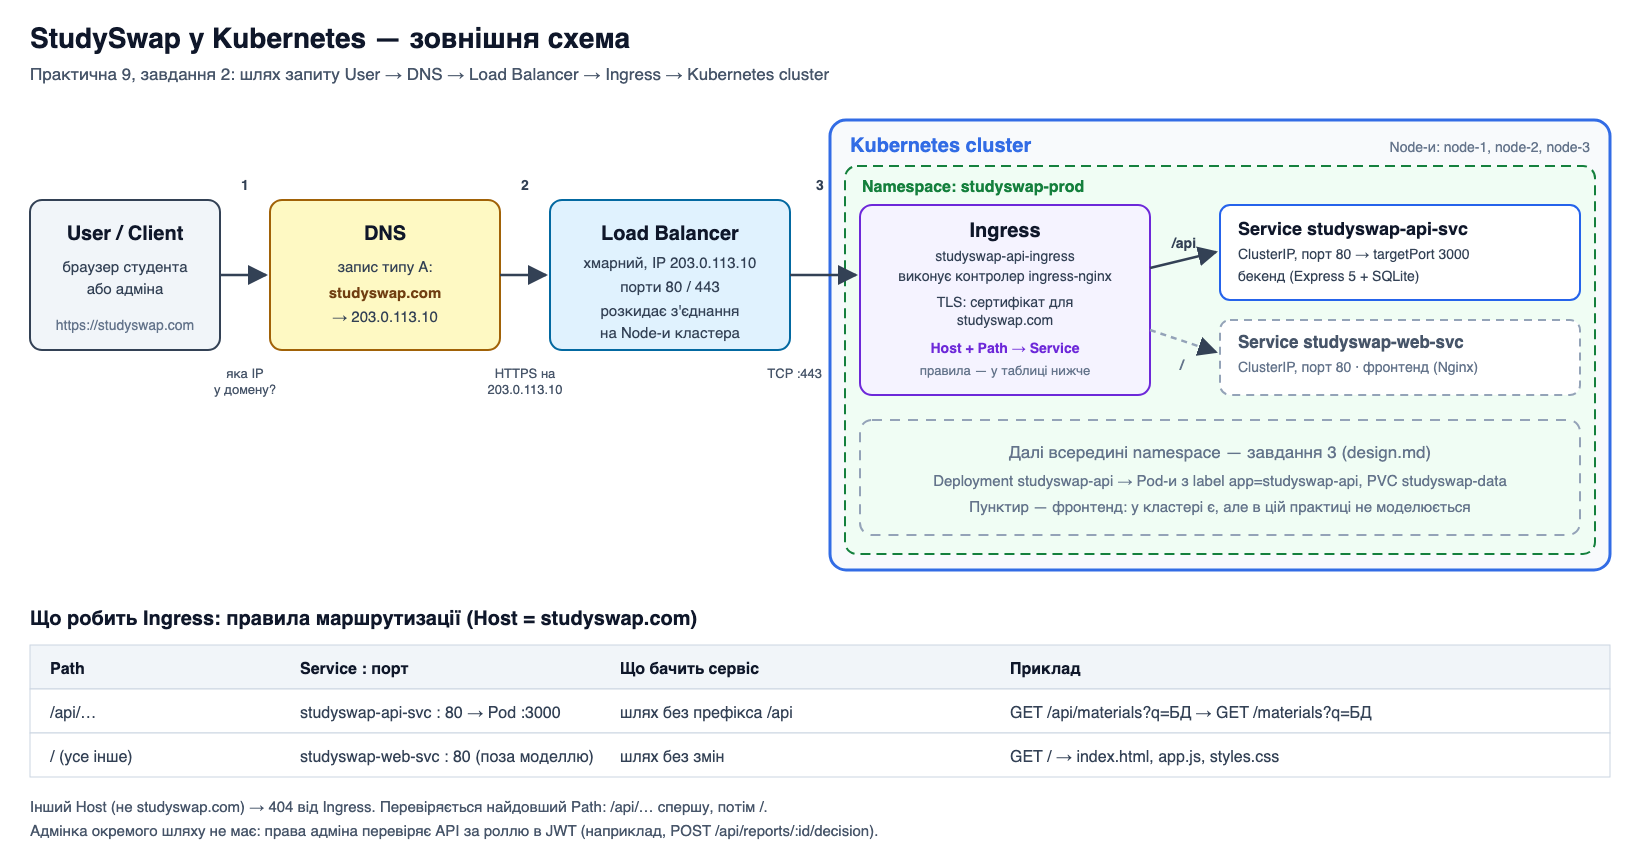 StudySwap у Kubernetes — зовнішня схема
Практична 9, завдання 2: шлях запиту User → DNS → Load Balancer → Ingress → Kubernetes cluster
1
User / Client
браузер студента
або адміна
https://studyswap.com
яка IP
у домену?
2
DNS
запис типу A:
studyswap.com
→ 203.0.113.10
HTTPS на
203.0.113.10
3
Load Balancer
хмарний, IP 203.0.113.10
порти 80 / 443
розкидає з'єднання
на Node-и кластера
TCP :443
Kubernetes cluster
Node-и: node-1, node-2, node-3
Namespace: studyswap-prod
Ingress
studyswap-api-ingress
виконує контролер ingress-nginx
TLS: сертифікат для
studyswap.com
Host + Path → Service
правила — у таблиці нижче
/api
/
Service studyswap-api-svc
ClusterIP, порт 80 → targetPort 3000
бекенд (Express 5 + SQLite)
Service studyswap-web-svc
ClusterIP, порт 80 · фронтенд (Nginx)
Далі всередині namespace — завдання 3 (design.md)
Deployment studyswap-api → Pod-и з label app=studyswap-api, PVC studyswap-data
Пунктир — фронтенд: у кластері є, але в цій практиці не моделюється
Що робить Ingress: правила маршрутизації (Host = studyswap.com)
Path Service : порт Що бачить сервіс Приклад
/api/… studyswap-api-svc : 80 → Pod :3000 шлях без префікса /api GET /api/materials?q=БД → GET /materials?q=БД
/ (усе інше) studyswap-web-svc : 80 (поза моделлю) шлях без змін GET / → index.html, app.js, styles.css
Інший Host (не studyswap.com) → 404 від Ingress. Перевіряється найдовший Path: /api/… спершу, потім /.
Адмінка окремого шляху не має: права адміна перевіряє API за роллю в JWT (наприклад, POST /api/reports/:id/decision).